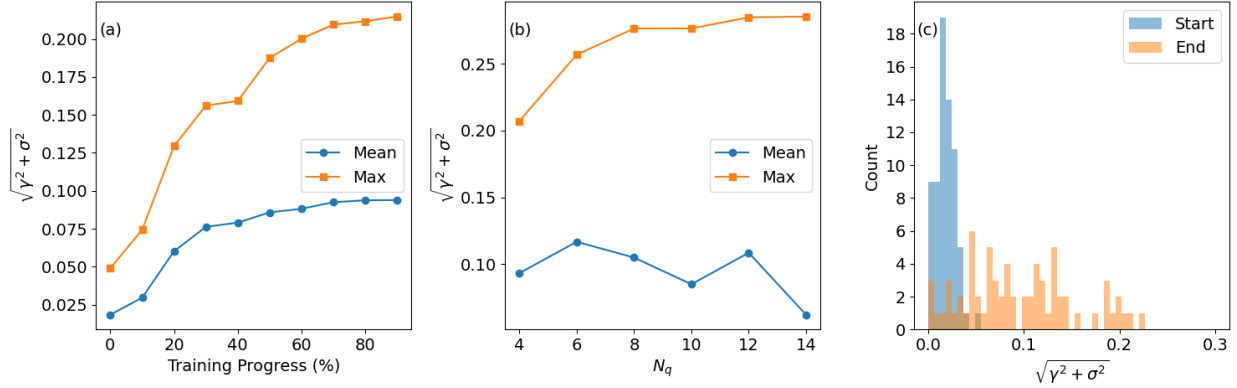 (a)
0.200
0.175
0.150
0.125
0.100
0.075
0.050
0.025
√γ² + σ²
Mean
Max
0 20 40 60 80
Training Progress (%)
(b)
0.25
0.20
0.15
0.10
√γ² + σ²
Mean
Max
4 6 8 10 12 14
N_q
(c)
18
16
14
12
10
8
6
4
2
0
Count
Start
End
0.0 0.1 0.2 0.3
√γ² + σ²